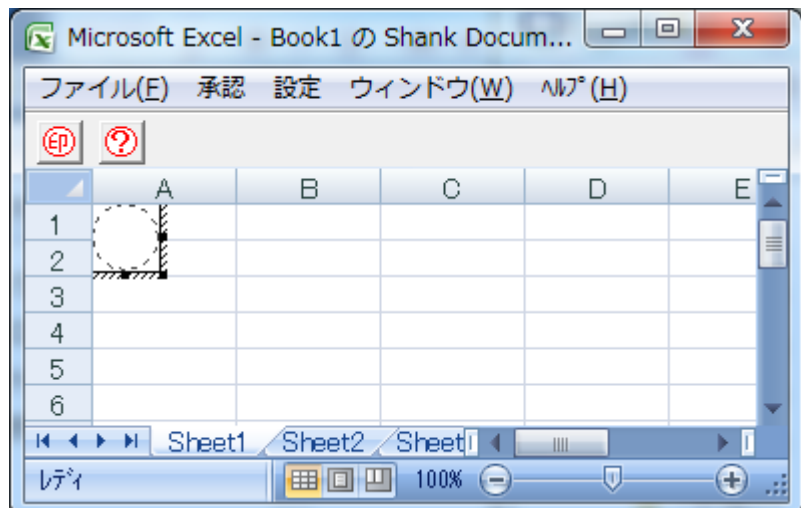 Microsoft Excel - Book1 の Shank Docum...
ファイル(F) 承認 設定 ウィンドウ(W) ﾍﾙﾌﾟ(H)
印 ?
A B C D E
1
2
3
4
5
6
Sheet1 Sheet2 Sheet
ﾚﾃﾞｨ 100%